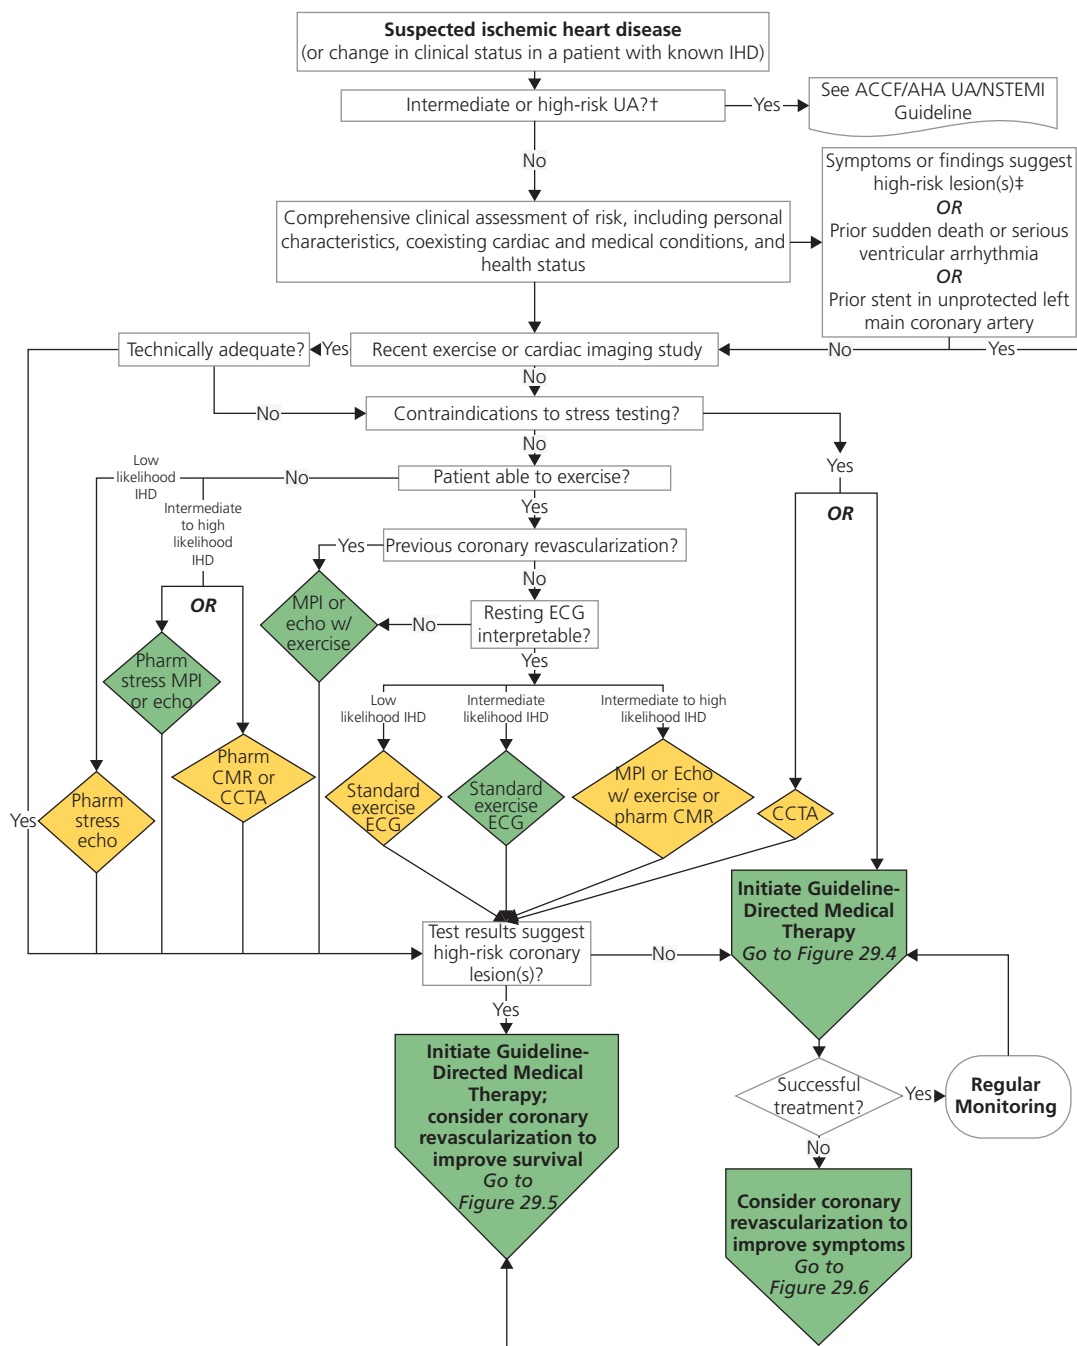 Suspected ischemic heart disease
(or change in clinical status in a patient with known IHD)
Intermediate or high-risk UA?†
Yes
See ACCF/AHA UA/NSTEMI
Guideline
No
Symptoms or findings suggest
high-risk lesion(s)‡
OR
Prior sudden death or serious
ventricular arrhythmia
OR
Prior stent in unprotected left
main coronary artery
Comprehensive clinical assessment of risk, including personal
characteristics, coexisting cardiac and medical conditions, and
health status
Technically adequate?
Yes
Recent exercise or cardiac imaging study
No
Yes
No
No
Contraindications to stress testing?
No
Yes
OR
Low
likelihood
IHD
No
Patient able to exercise?
Intermediate
to high
likelihood
IHD
Yes
Yes
Previous coronary revascularization?
No
OR
MPI or
echo w/
exercise
No
Resting ECG
interpretable?
Yes
Pharm
stress MPI
or echo
Low
likelihood IHD
Intermediate
likelihood IHD
Intermediate to high
likelihood IHD
Pharm
CMR or
CCTA
Standard
exercise
ECG
Standard
exercise
ECG
MPI or Echo
w/ exercise or
pharm CMR
CCTA
Yes
Pharm
stress
echo
Initiate Guideline-
Directed Medical
Therapy
Go to Figure 29.4
Test results suggest
high-risk coronary
lesion(s)?
No
Yes
Initiate Guideline-
Directed Medical
Therapy;
consider coronary
revascularization to
improve survival
Go to
Figure 29.5
Successful
treatment?
Yes
Regular
Monitoring
No
Consider coronary
revascularization to
improve symptoms
Go to
Figure 29.6